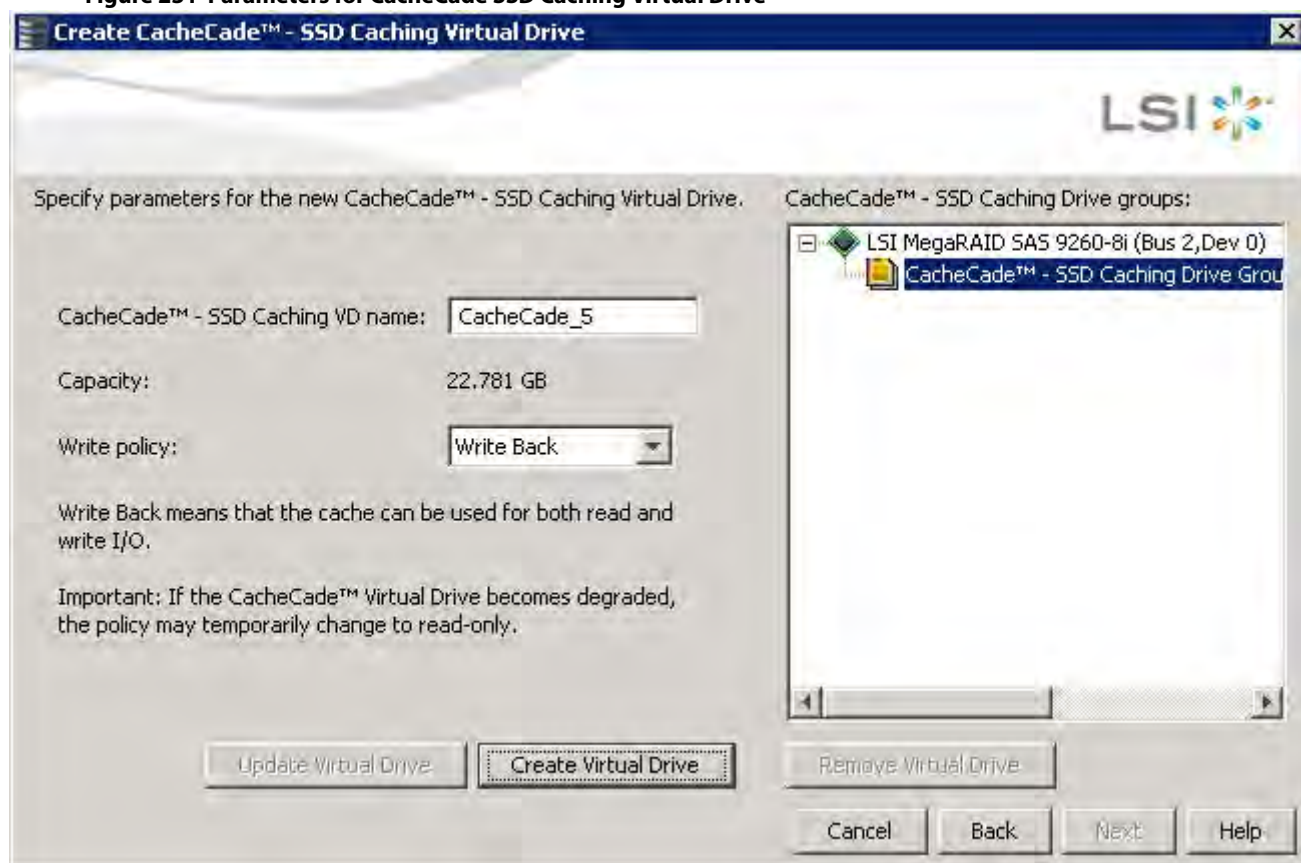 Figure 231 Parameters for CacheCade SSD Caching Virtual Drive
Create CacheCade™ - SSD Caching Virtual Drive
LSI
Specify parameters for the new CacheCade™ - SSD Caching Virtual Drive.
CacheCade™ - SSD Caching VD name: CacheCade_5
Capacity: 22.781 GB
Write policy: Write Back
Write Back means that the cache can be used for both read and
write I/O.
Important: If the CacheCade™ Virtual Drive becomes degraded,
the policy may temporarily change to read-only.
Update Virtual Drive Create Virtual Drive
CacheCade™ - SSD Caching Drive groups:
LSI MegaRAID SAS 9260-8i (Bus 2,Dev 0)
CacheCade™ - SSD Caching Drive Grou
Remove Virtual Drive
Cancel Back Next Help